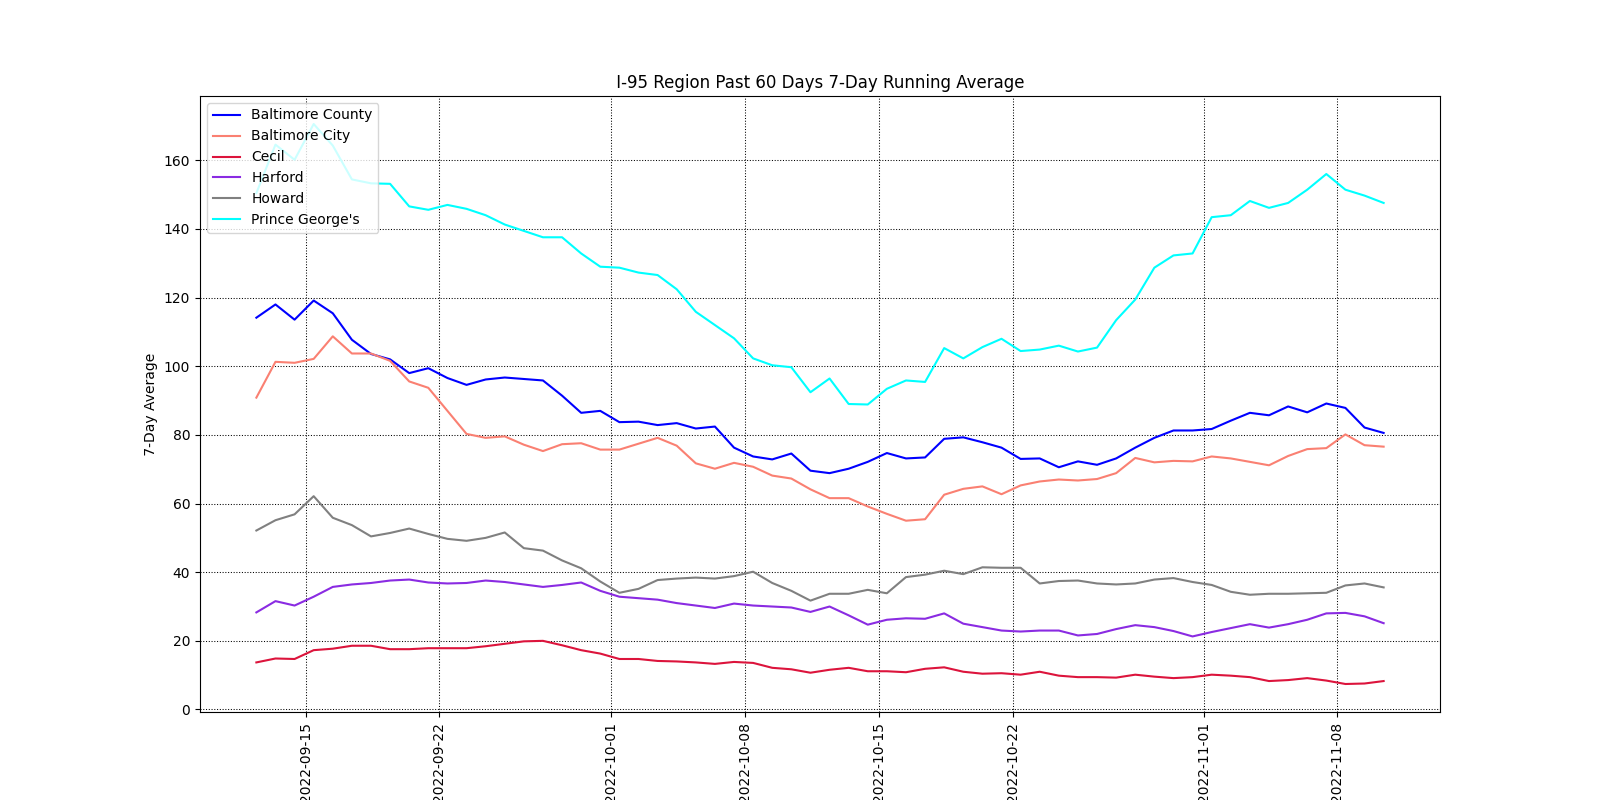 I-95 Region Past 60 Days 7-Day Running Average
Baltimore County
Baltimore City
Cecil
Harford
Howard
Prince George's
7-Day Average
160
140
120
100
80
60
40
20
0
2022-09-15
2022-09-22
2022-10-01
2022-10-08
2022-10-15
2022-10-22
2022-11-01
2022-11-08